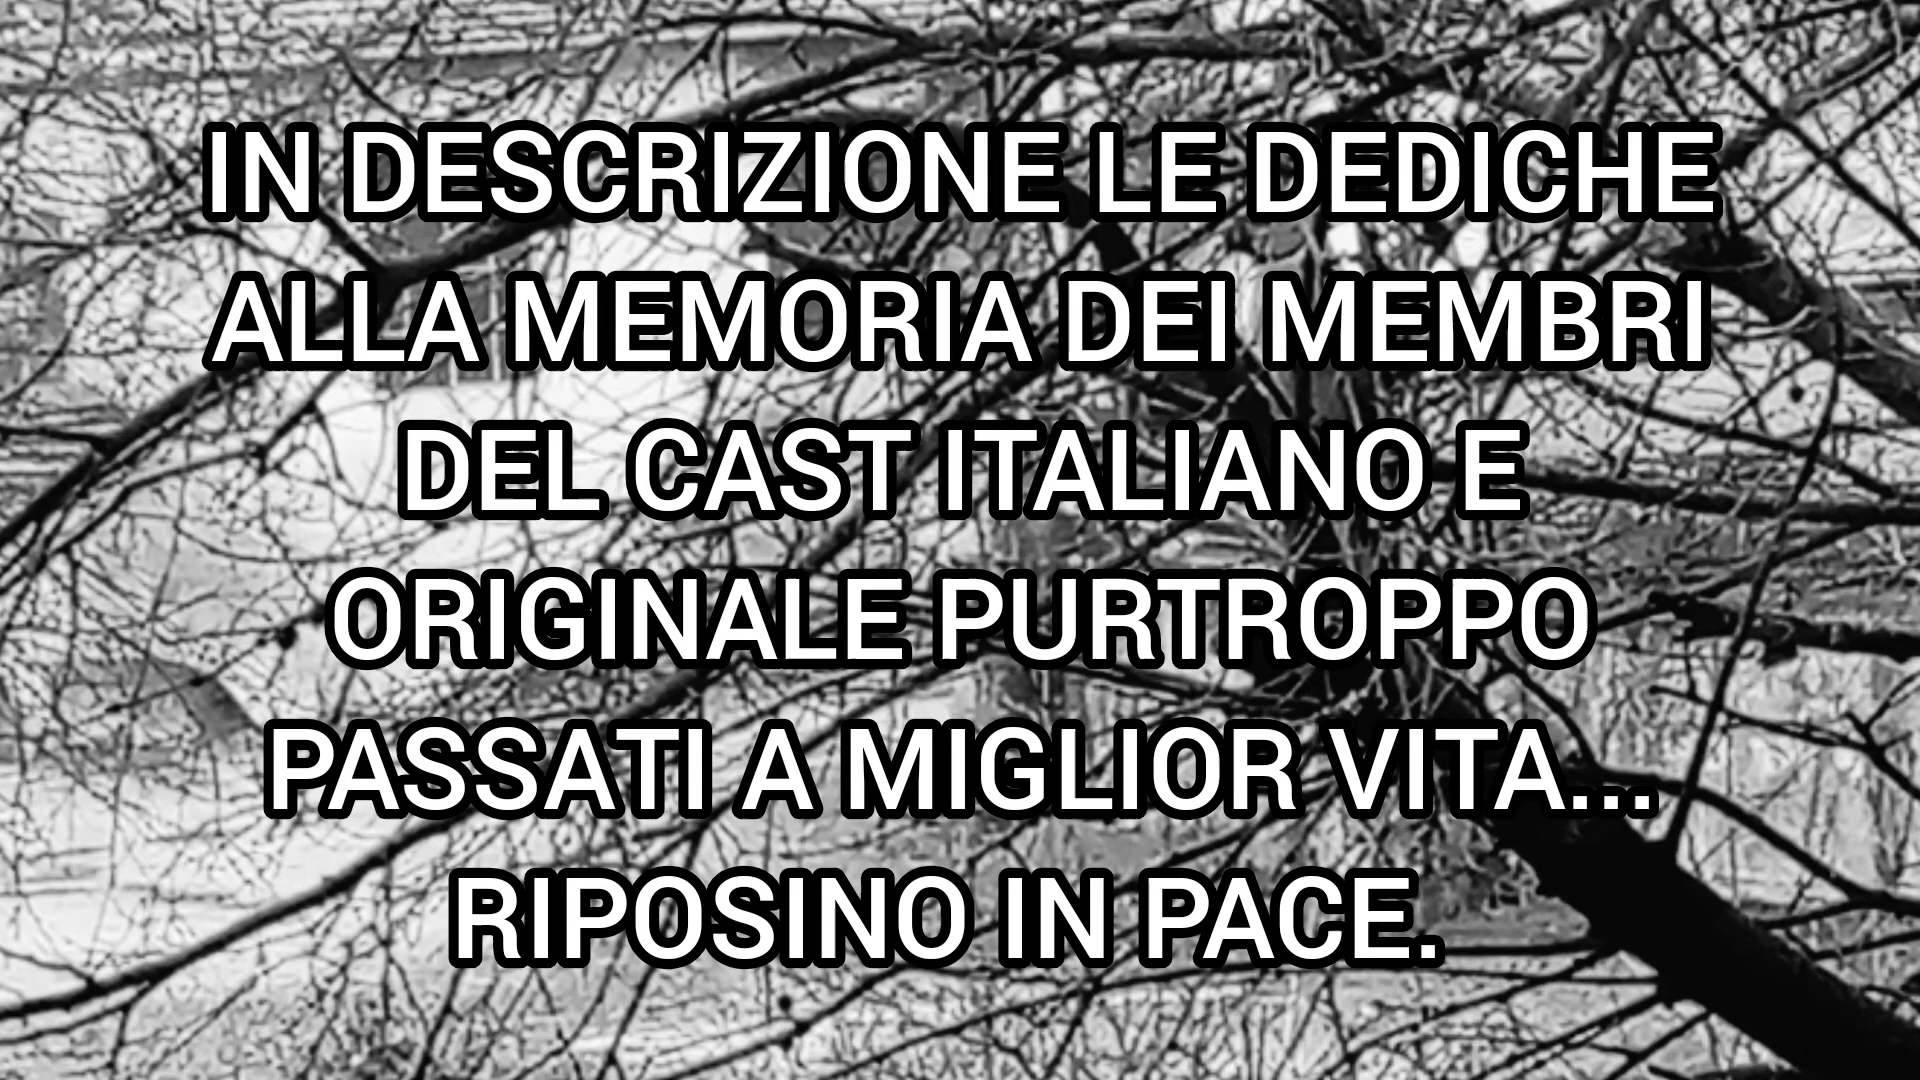 IN DESCRIZIONE LE DEDICHE
ALLA MEMORIA DEI MEMBRI
DEL CAST ITALIANO E
ORIGINALE PURTROPPO
PASSATI A MIGLIOR VITA...
RIPOSINO IN PACE.